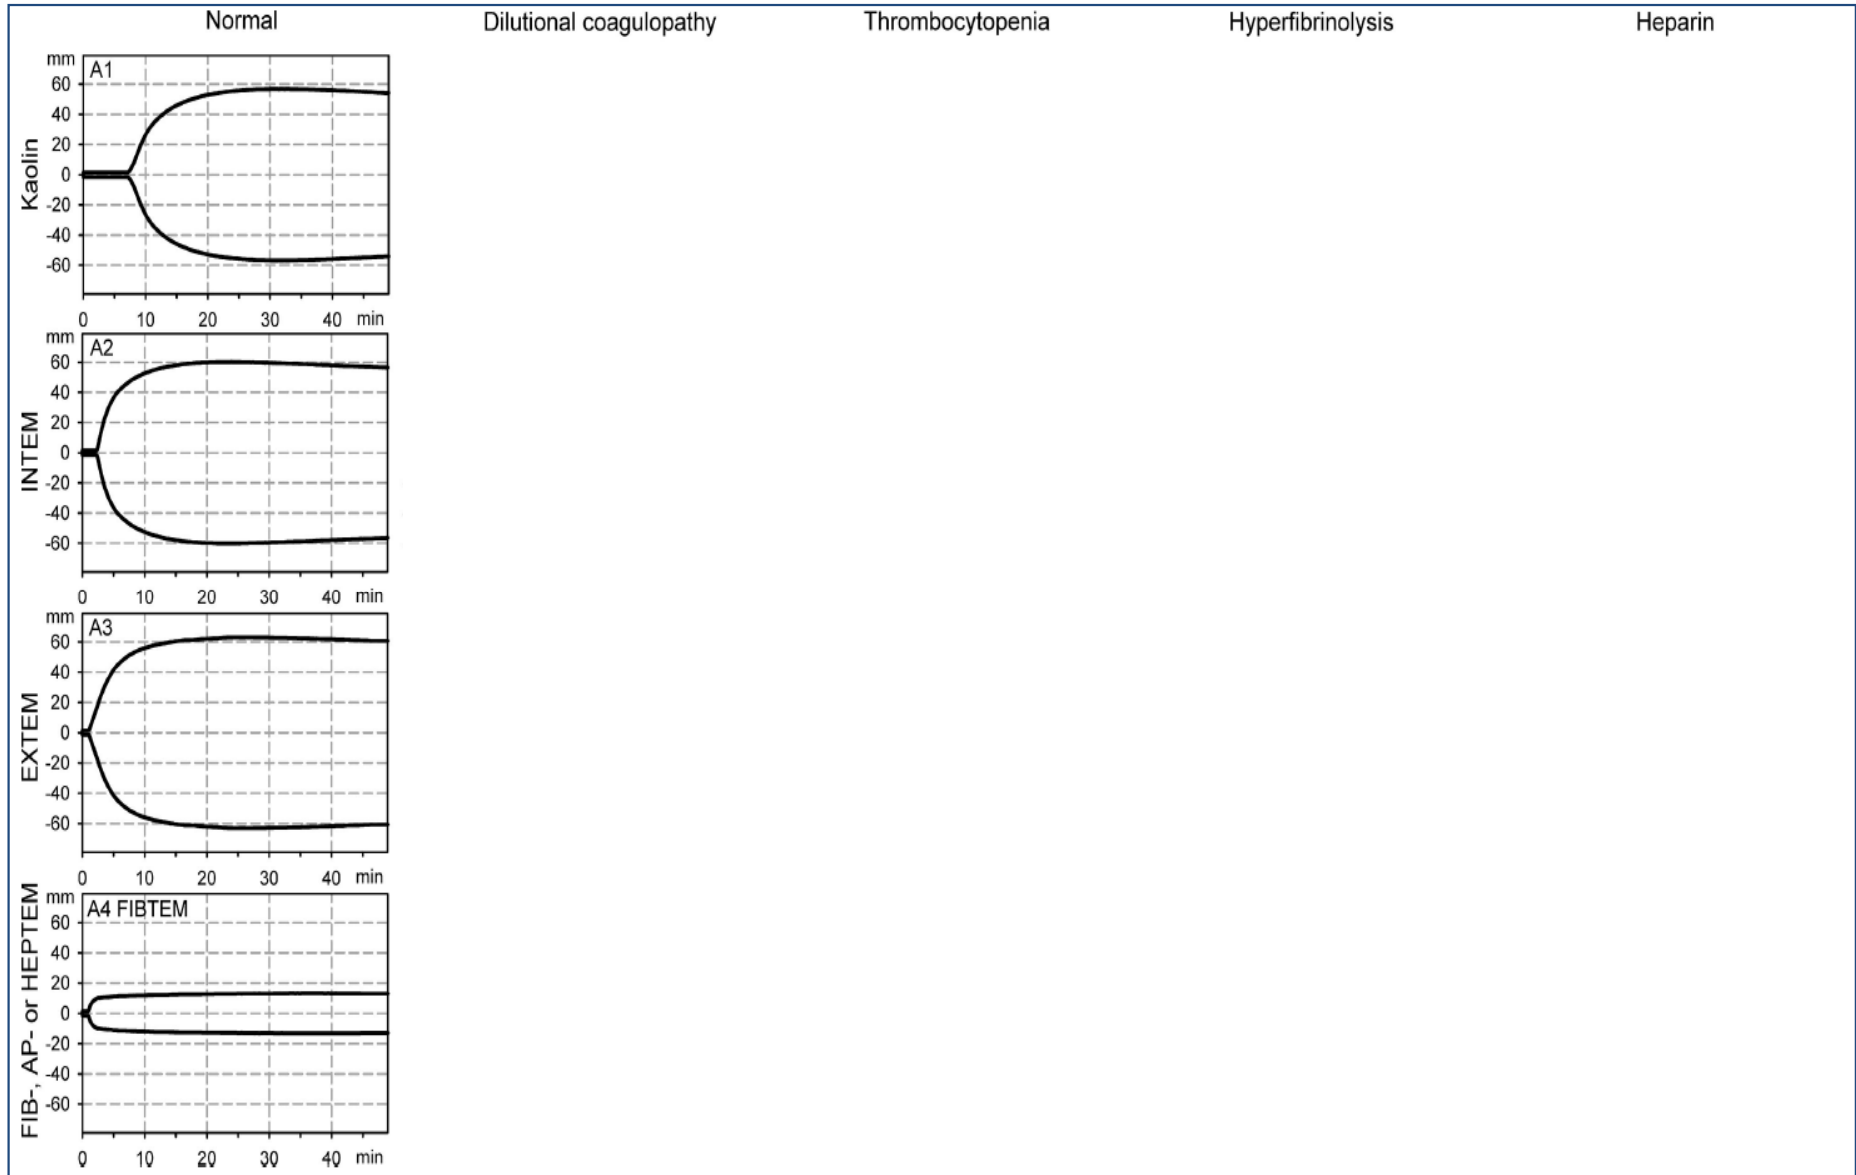 Normal Dilutional coagulopathy Thrombocytopenia Hyperfibrinolysis Heparin
Kaolin
mm
A1
60
40
20
0
-20
-40
-60
0 10 20 30 40 min
INTEM
mm
A2
60
40
20
0
-20
-40
-60
0 10 20 30 40 min
EXTEM
mm
A3
60
40
20
0
-20
-40
-60
0 10 20 30 40 min
FIB-, AP- or HEPTEM
mm
A4 FIBTEM
60
40
20
0
-20
-40
-60
0 10 20 30 40 min